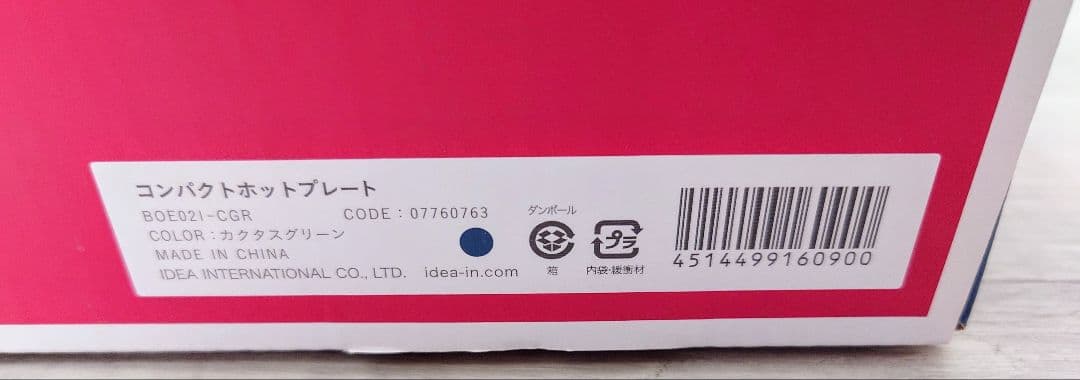 コンパクトホットプレート
BOE021-CGR CODE : 07760763
COLOR : カクタスグリーン
MADE IN CHINA
IDEA INTERNATIONAL CO., LTD. idea-in.com
ダンボール
箱
プラ
内袋・緩衝材
4514499160900